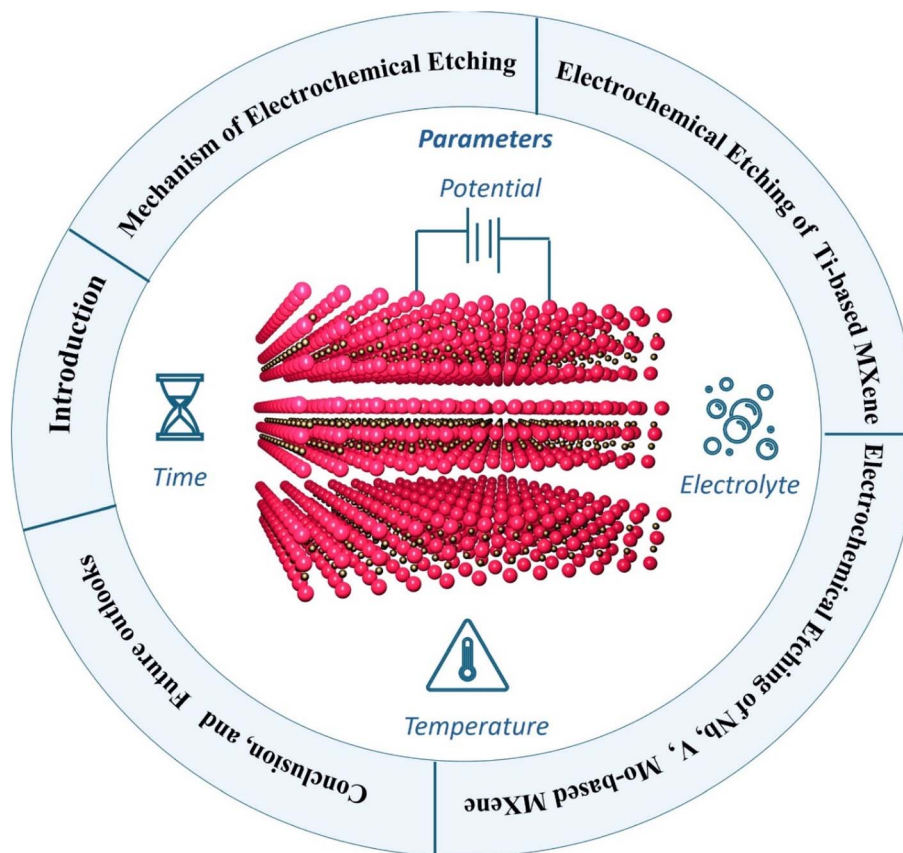 Introduction
Mechanism of Electrochemical Etching
Electrochemical Etching of Ti-based MXene
Electrochemical Etching of Nb, V, Mo-based MXene
Conclusion, and Future outlooks
Parameters
Potential
Time
Electrolyte
Temperature